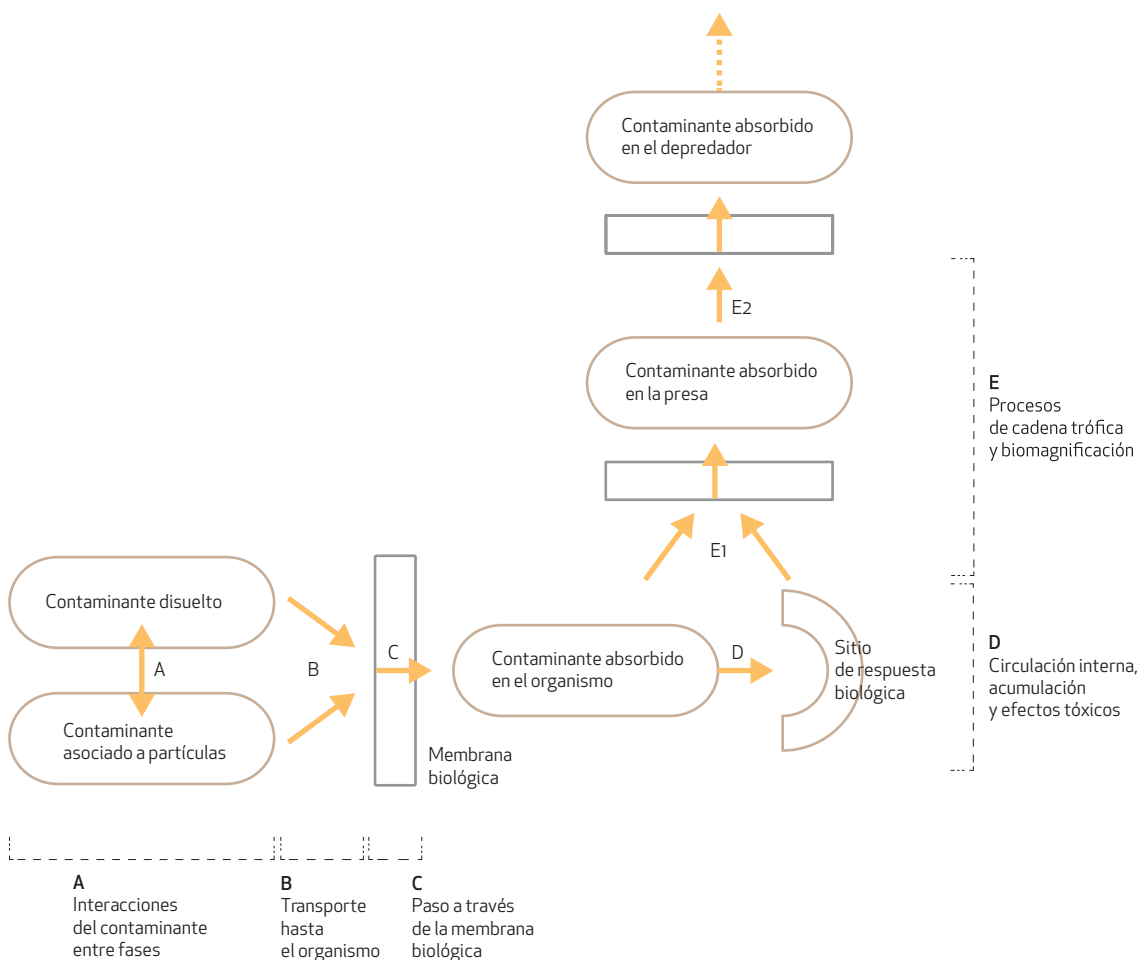 Contaminante absorbido
en el depredador
E2
Contaminante absorbido
en la presa
E
Procesos
de cadena trófica
y biomagnificación
E1
Contaminante disuelto
A
B
C
Contaminante
asociado a partículas
Membrana
biológica
Contaminante absorbido
en el organismo
D
Sitio
de respuesta
biológica
D
Circulación interna,
acumulación
y efectos tóxicos
A
Interacciones
del contaminante
entre fases
B
Transporte
hasta
el organismo
C
Paso a través
de la membrana
biológica